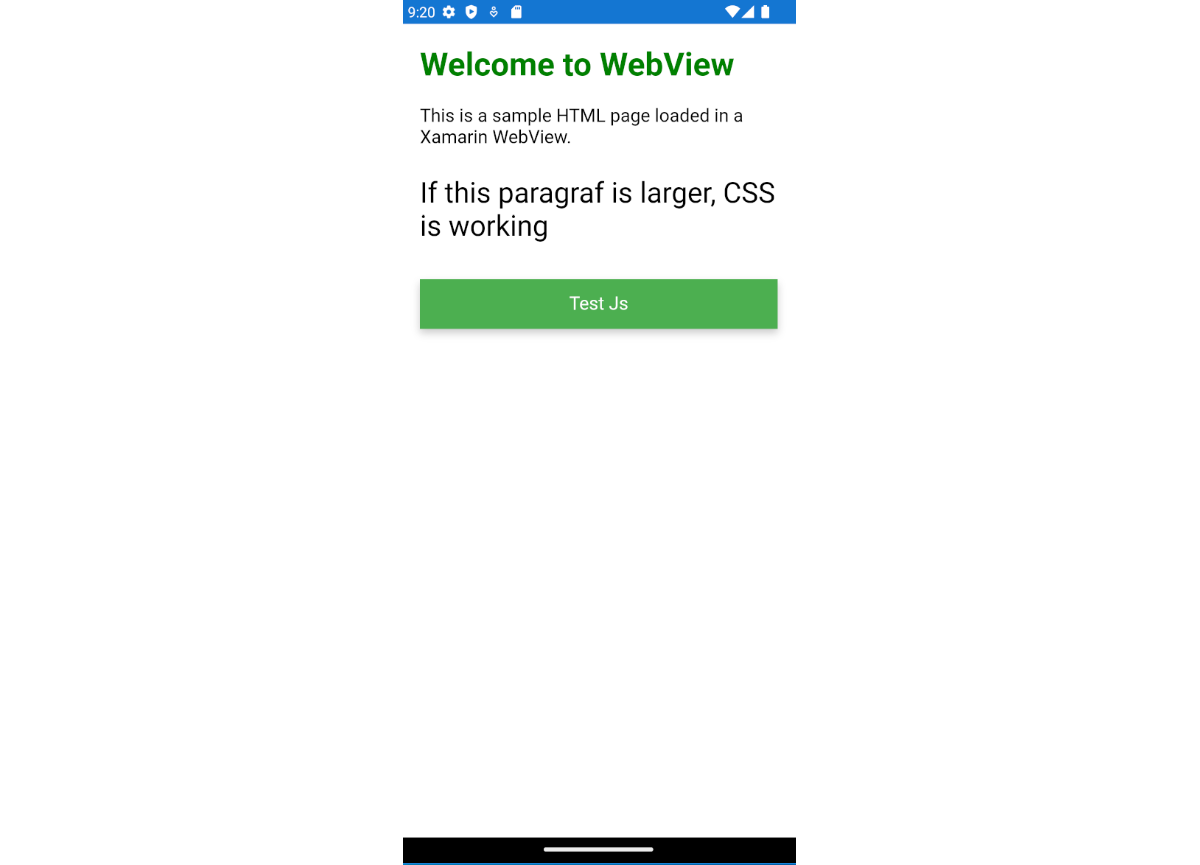 9:20
Welcome to WebView
This is a sample HTML page loaded in a
Xamarin WebView.
If this paragraf is larger, CSS
is working
Test Js